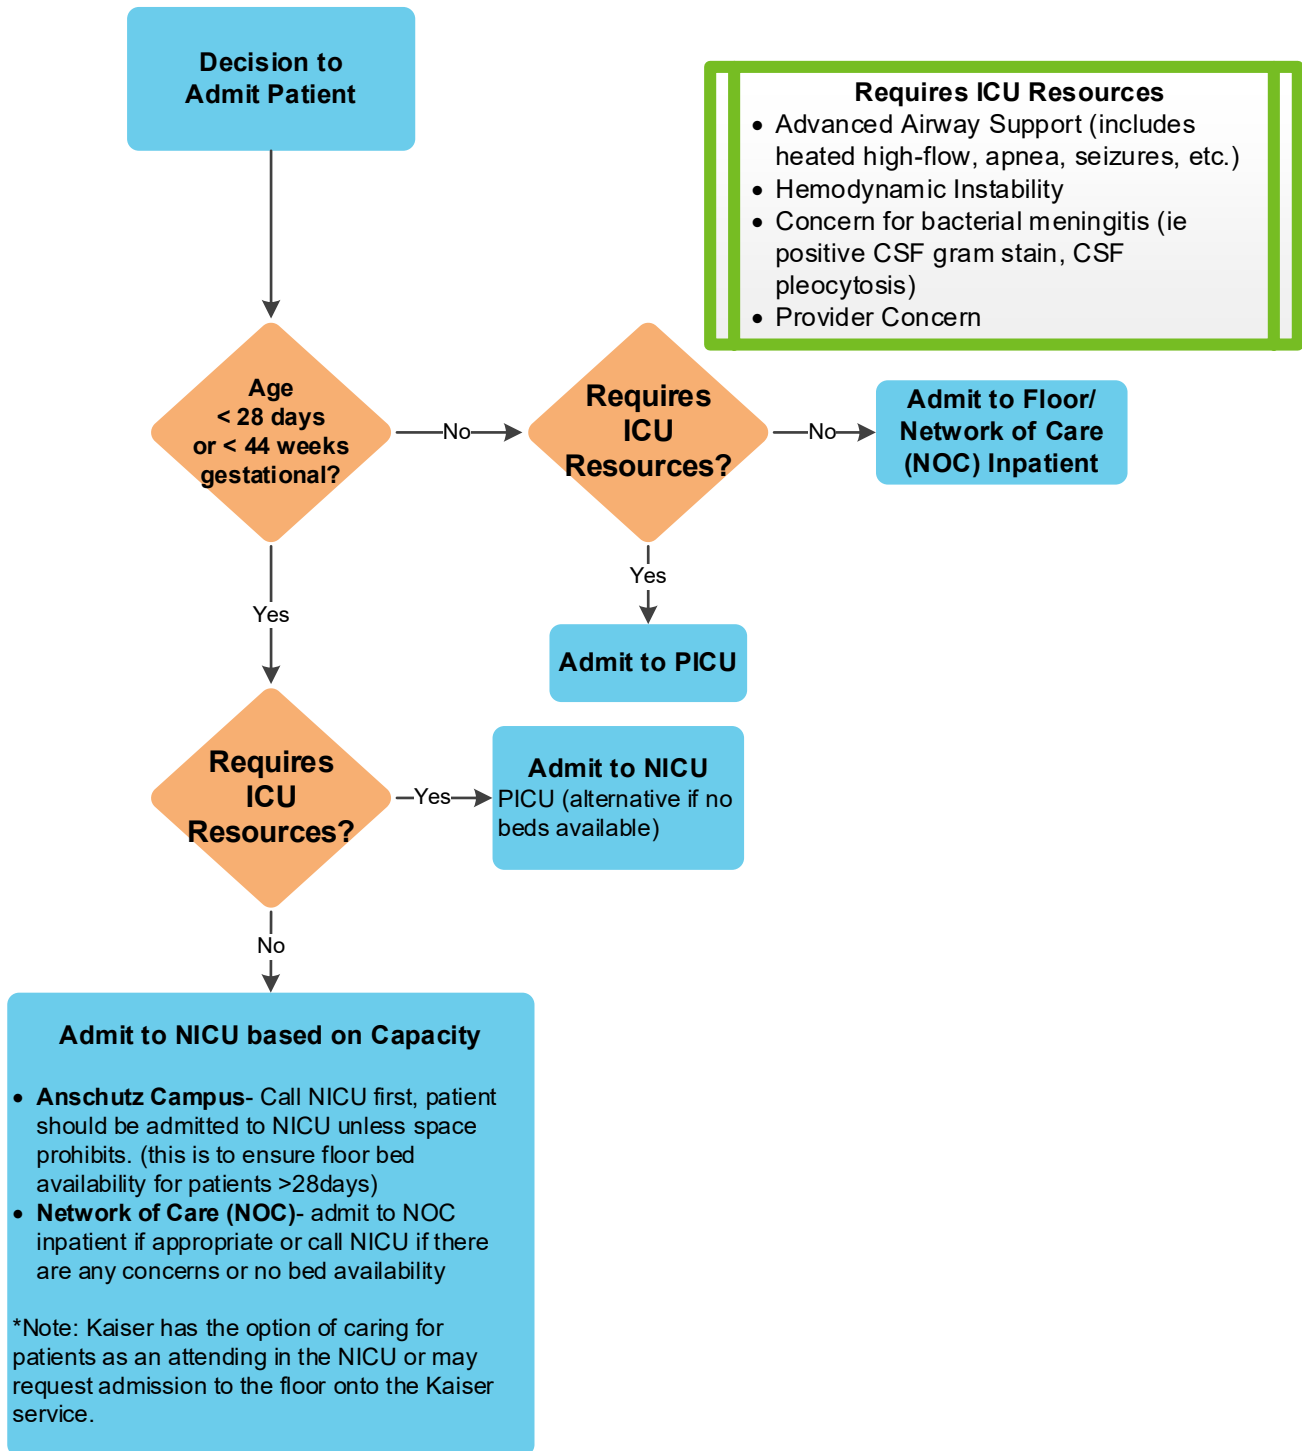 Decision to
Admit Patient
Requires ICU Resources
• Advanced Airway Support (includes
heated high-flow, apnea, seizures, etc.)
• Hemodynamic Instability
• Concern for bacterial meningitis (ie
positive CSF gram stain, CSF
pleocytosis)
• Provider Concern
Age
< 28 days
or < 44 weeks
gestational?
No
Requires
ICU
Resources?
No
Admit to Floor/
Network of Care
(NOC) Inpatient
Yes
Admit to PICU
Yes
Requires
ICU
Resources?
Yes
Admit to NICU
PICU (alternative if no
beds available)
No
Admit to NICU based on Capacity
• Anschutz Campus- Call NICU first, patient
should be admitted to NICU unless space
prohibits. (this is to ensure floor bed
availability for patients >28days)
• Network of Care (NOC)- admit to NOC
inpatient if appropriate or call NICU if there
are any concerns or no bed availability
*Note: Kaiser has the option of caring for
patients as an attending in the NICU or may
request admission to the floor onto the Kaiser
service.